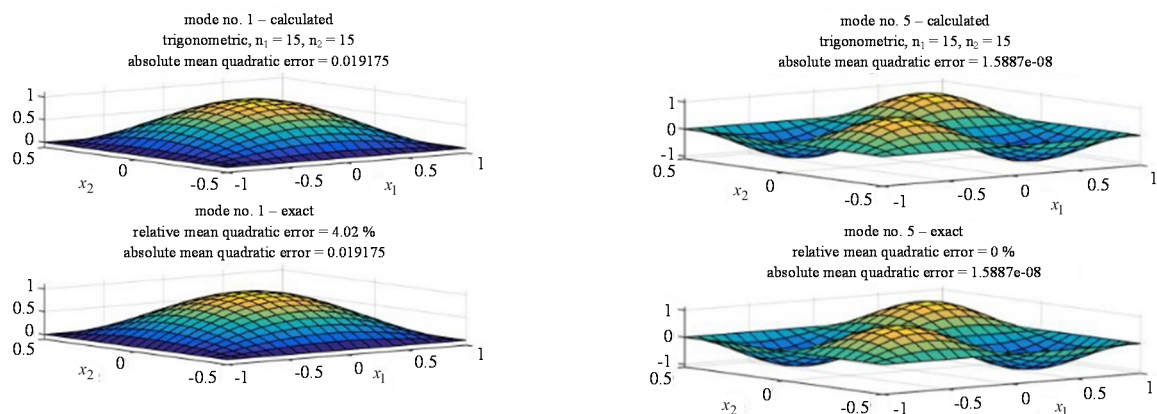 mode no. 1 – calculated
trigonometric, n₁ = 15, n₂ = 15
absolute mean quadratic error = 0.019175
1
0.5
0
0.5
0
-0.5
x₂
-1
-0.5
0
0.5
1
x₁
mode no. 1 – exact
relative mean quadratic error = 4.02 %
absolute mean quadratic error = 0.019175
1
0.5
0
0.5
0
-0.5
x₂
-1
-0.5
0
0.5
1
x₁
mode no. 5 – calculated
trigonometric, n₁ = 15, n₂ = 15
absolute mean quadratic error = 1.5887e-08
1
0
-1
0.5
0
-0.5
x₂
-1
-0.5
0
0.5
1
x₁
mode no. 5 – exact
relative mean quadratic error = 0 %
absolute mean quadratic error = 1.5887e-08
1
0
-1
0.5
0
-0.5
x₂
-1
-0.5
0
0.5
1
x₁